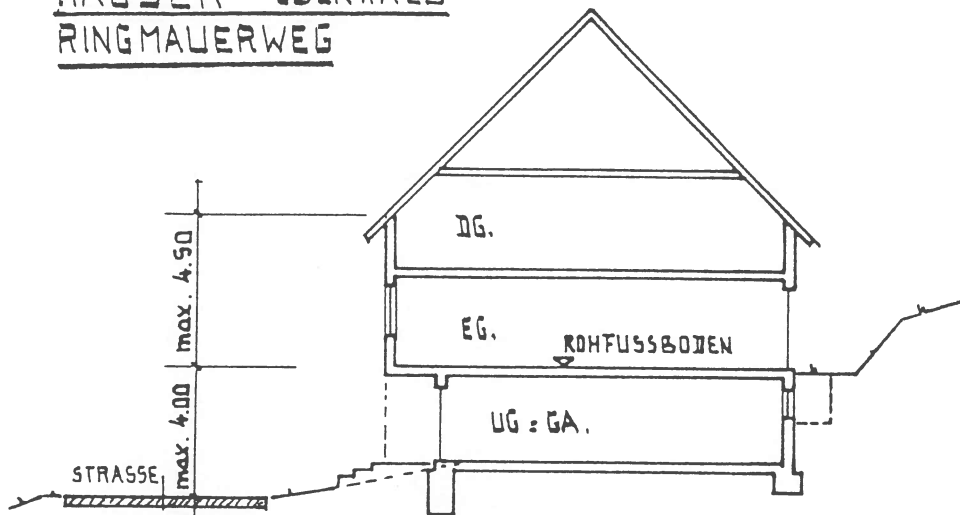 RINGMAUERWEG
DG.
max. 4.50
EG.
ROHFUSSBODEN
max. 4.00
UG = GA.
STRASSE